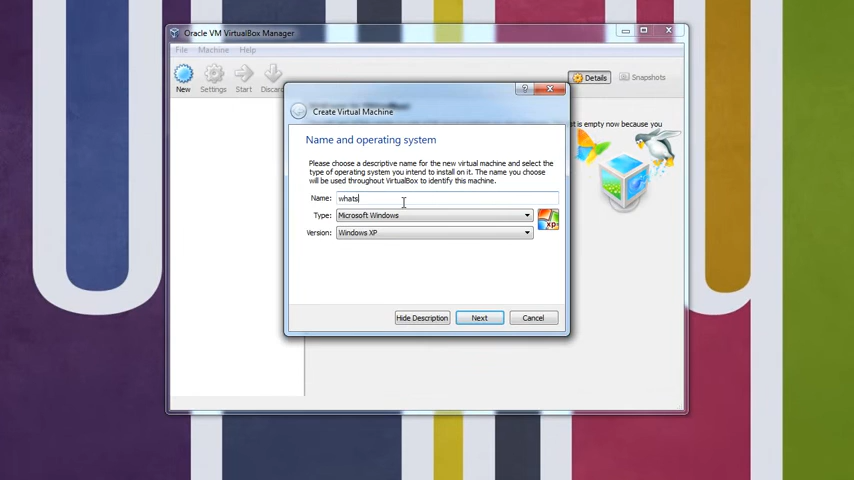 Oracle VM VirtualBox Manager
File Machine Help
New Settings Start Discard
Details Snapshots
is empty now because you
Create Virtual Machine
Name and operating system
Please choose a descriptive name for the new virtual machine and select the
type of operating system you intend to install on it. The name you choose
will be used throughout VirtualBox to identify this machine.
Name: whats
Type: Microsoft Windows
Version: Windows XP
xp
Hide Description Next Cancel